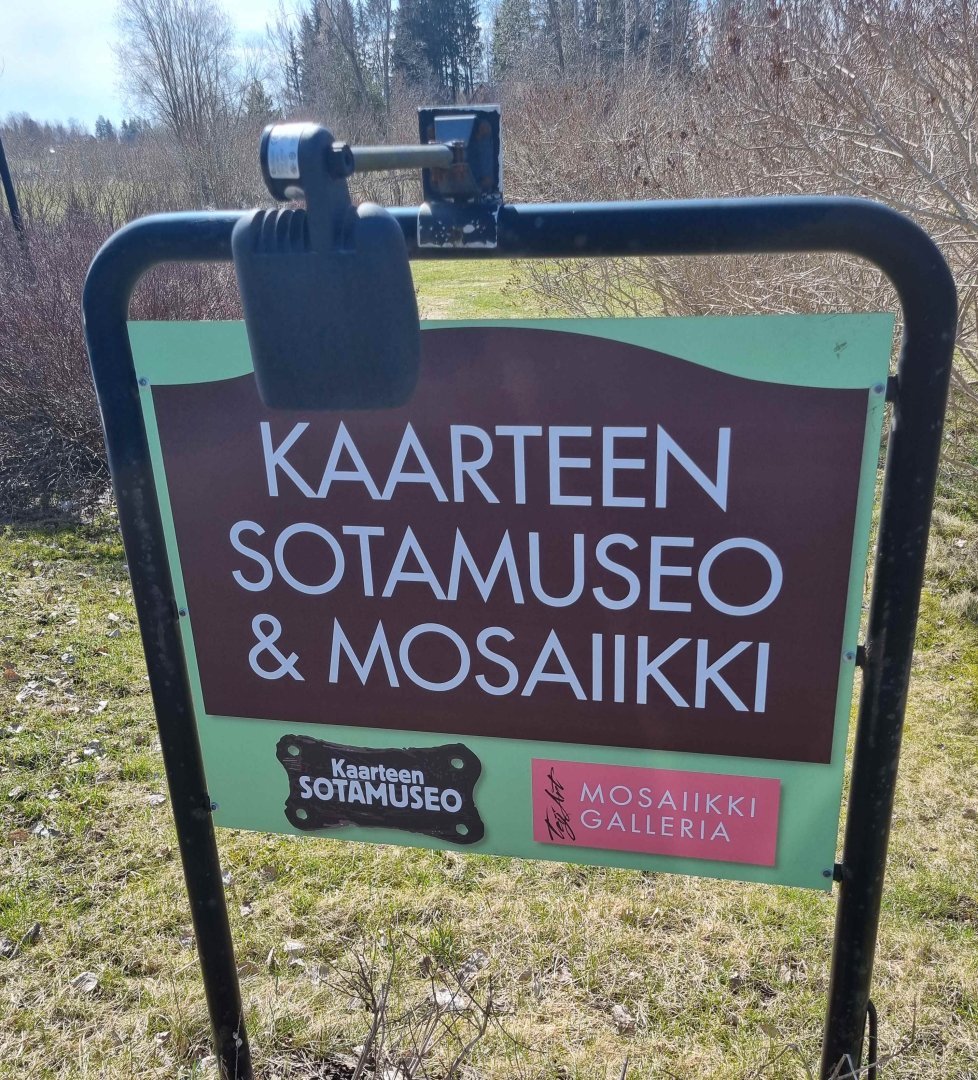 KAARTEEN
SOTAMUSEO
& MOSAIIKKI
Kaarteen
SOTAMUSEO
MOSAIIKKI
GALLERIA